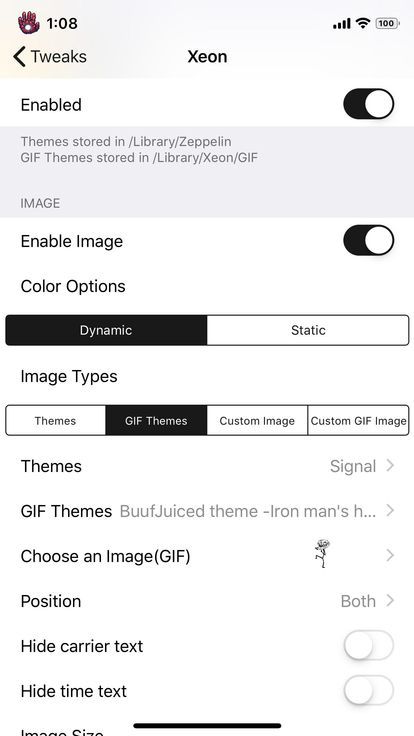 1:08
100
Tweaks
Xeon
Enabled
Themes stored in /Library/Zeppelin
GIF Themes stored in /Library/Xeon/GIF
IMAGE
Enable Image
Color Options
Dynamic Static
Image Types
Themes GIF Themes Custom Image Custom GIF Image
Themes Signal
GIF Themes BuufJuiced theme -Iron man's h...
Choose an Image(GIF)
Position Both
Hide carrier text
Hide time text
Image Size